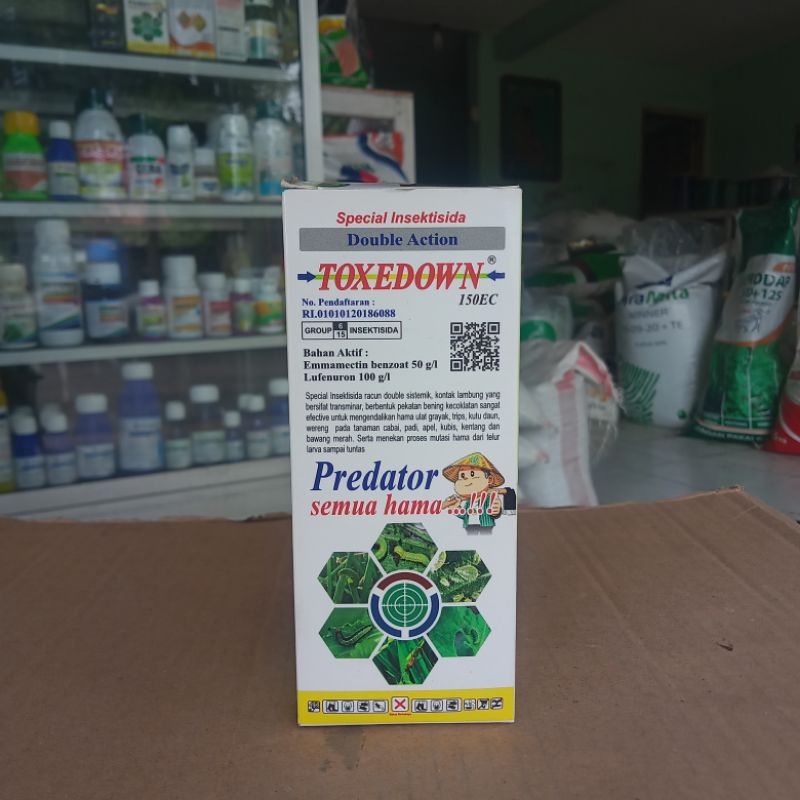 Special Insektisida
Double Action
TOXEDOWN®
150EC
No. Pendaftaran :
RI.01010120186088
GROUP 6 15 INSEKTISIDA
Bahan Aktif :
Emmamectin benzoat 50 g/l
Lufenuron 100 g/l
Special Insektisida racun double sistemik, kontak lambung yang
bersifat transminar, berbentuk pekatan bening kecoklatan sangat
efective untuk mengendalikan hama ulat grayak, trips, kutu daun,
wereng pada tanaman cabai, padi, apel, kubis, kentang dan
bawang merah. Serta menekan proses mutasi hama dari telur
larva sampai tuntas
Predator
semua hama...!!!
WINNER